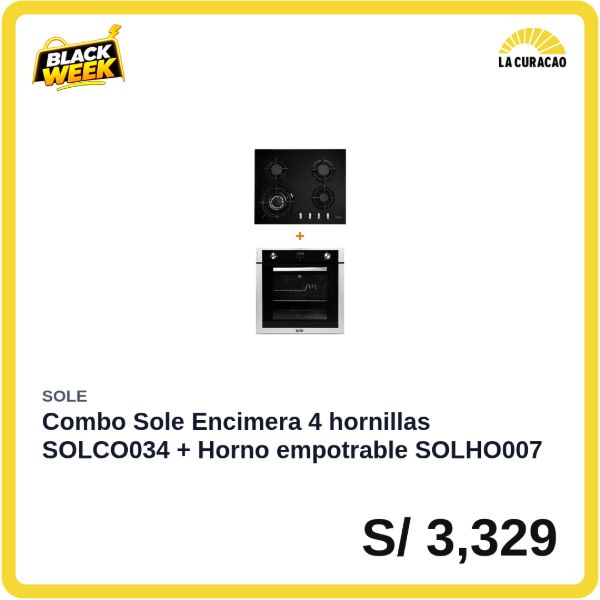 BLACK
WEEK
LA CURACAO
+
SOLE
Combo Sole Encimera 4 hornillas
SOLCO034 + Horno empotrable SOLHO007
S/ 3,329